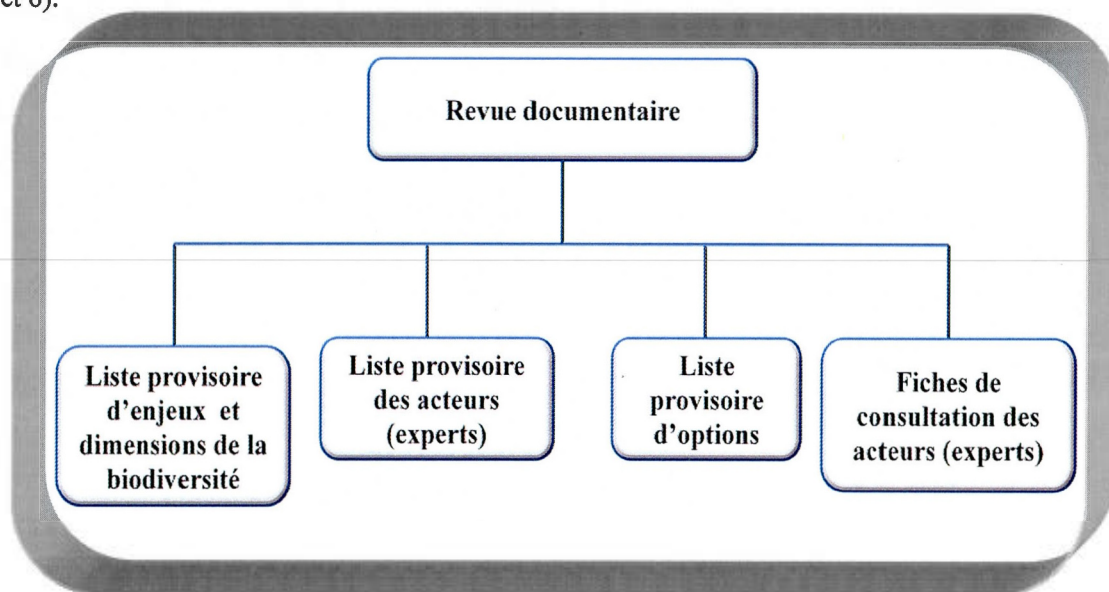 et 6).
Revue documentaire
Liste provisoire
d'enjeux et
dimensions de la
biodiversité
Liste provisoire
des acteurs
(experts)
Liste
provisoire
d'options
Fiches de
consultation des
acteurs (experts)